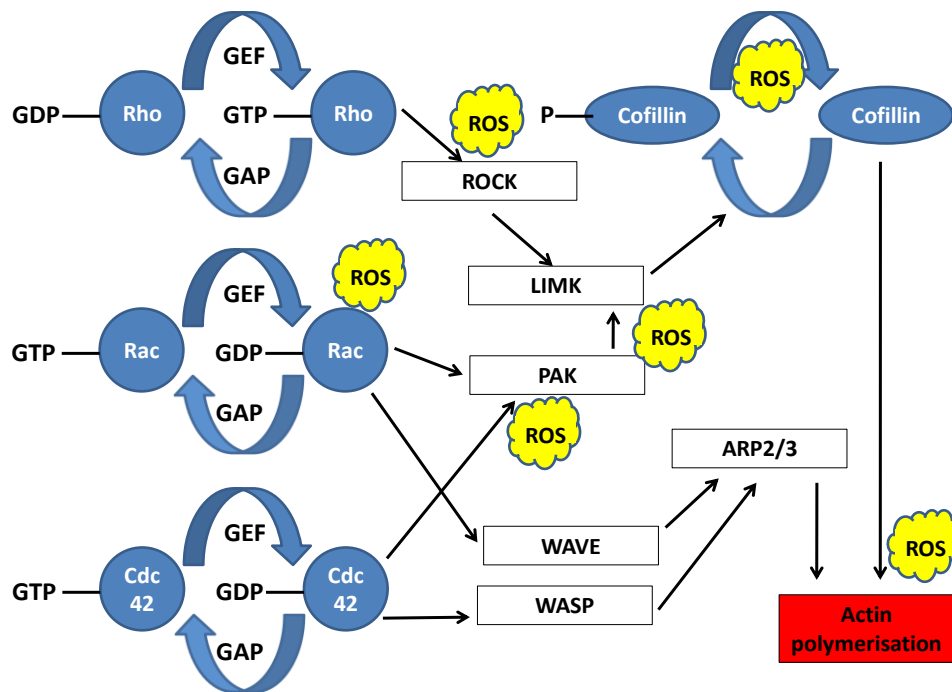 GEF
GDP
Rho
GTP
Rho
GAP
ROS
ROCK
ROS
P
Cofillin
Cofillin
LIMK
GEF
ROS
GTP
Rac
GDP
Rac
GAP
ROS
PAK
ROS
ARP2/3
GEF
WAVE
ROS
GTP
Cdc
42
GDP
Cdc
42
WASP
GAP
Actin
polymerisation